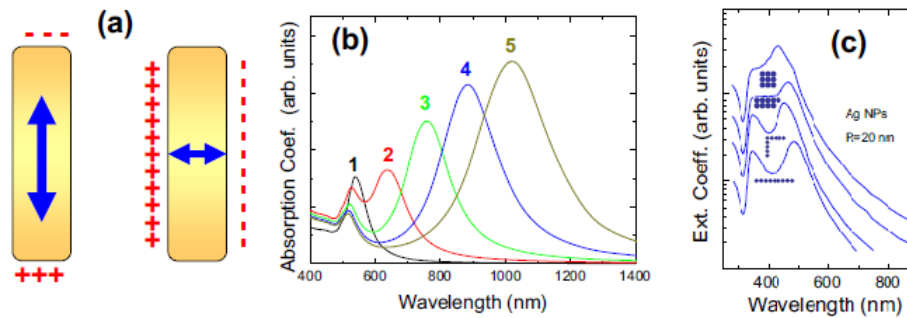 (a)
- - -
+++
+++++++++++
- - - - - - - - - - -
(b)
Absorption Coef. (arb. units)
1
2
3
4
5
400 600 800 1000 1200 1400
Wavelength (nm)
(c)
Ext. Coeff. (arb. units)
Ag NPs
R=20 nm
400 600 800
Wavelength (nm)